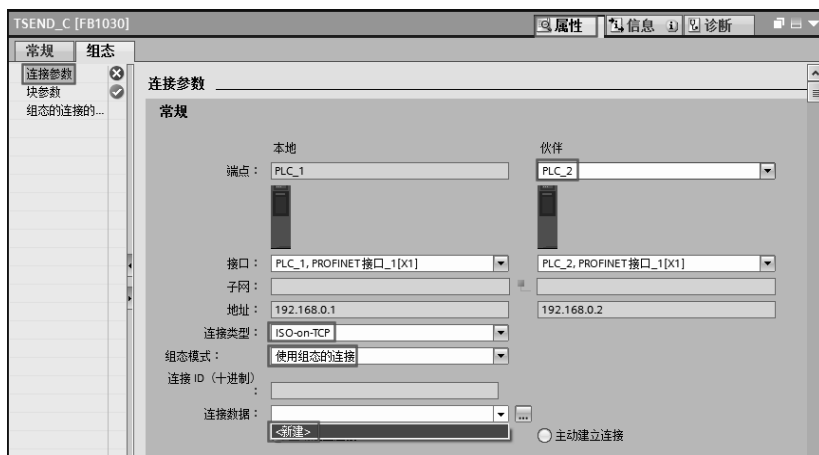 TSEND_C [FB1030] 属性 信息 诊断
常规 组态
连接参数
块参数
组态的连接的...
连接参数
常规
本地 伙伴
端点： PLC_1 PLC_2
接口： PLC_1, PROFINET接口_1[X1] PLC_2, PROFINET接口_1[X1]
子网：
地址： 192.168.0.1 192.168.0.2
连接类型： ISO-on-TCP
组态模式： 使用组态的连接
连接 ID（十进制）：
连接数据： ...
<新建> 主动建立连接